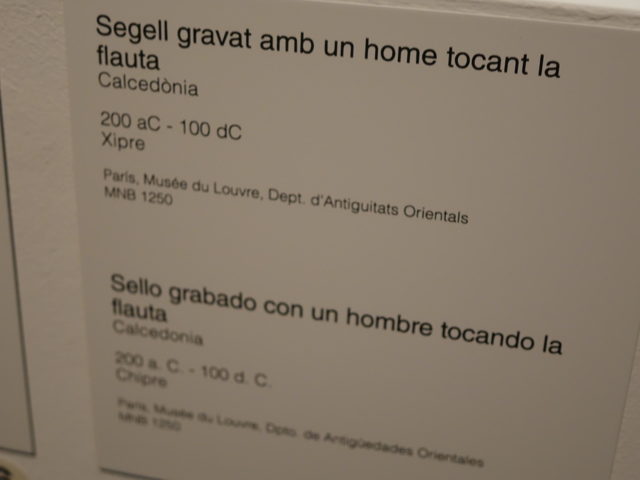 Segell gravat amb un home tocant la
flauta
Calcedònia
200 aC - 100 dC
Xipre
París, Musée du Louvre, Dept. d'Antiguitats Orientals
MNB 1250
Sello grabado con un hombre tocando la
flauta
Calcedonia
200 a. C. - 100 d. C.
Chipre
París, Musée du Louvre, Dpto. de Antigüedades Orientales
MNB 1250